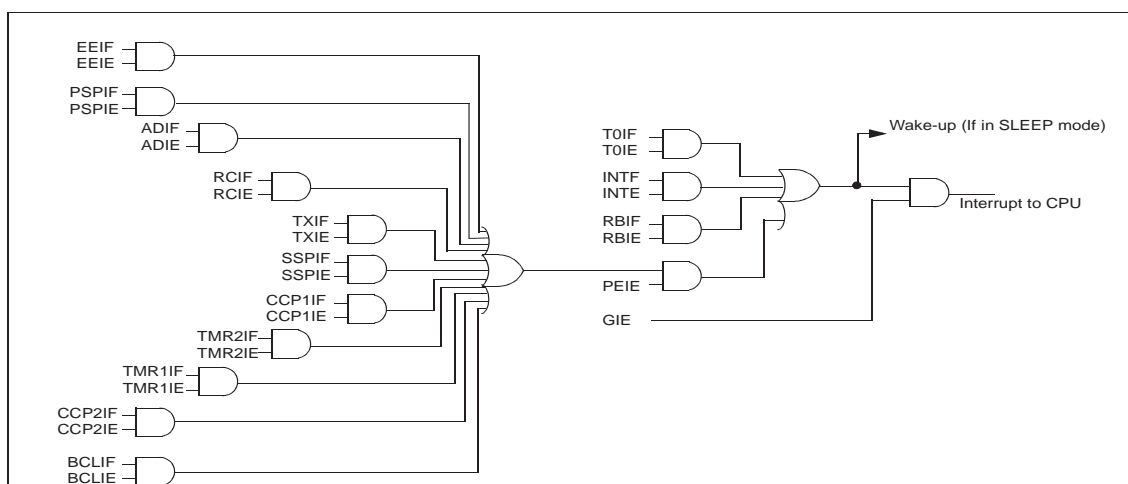 EEIF
EEIE
PSPIF
PSPIE
ADIF
ADIE
RCIF
RCIE
TXIF
TXIE
SSPIF
SSPIE
CCP1IF
CCP1IE
TMR2IF
TMR2IE
TMR1IF
TMR1IE
CCP2IF
CCP2IE
BCLIF
BCLIE
T0IF
T0IE
INTF
INTE
RBIF
RBIE
PEIE
GIE
Wake-up (If in SLEEP mode)
Interrupt to CPU